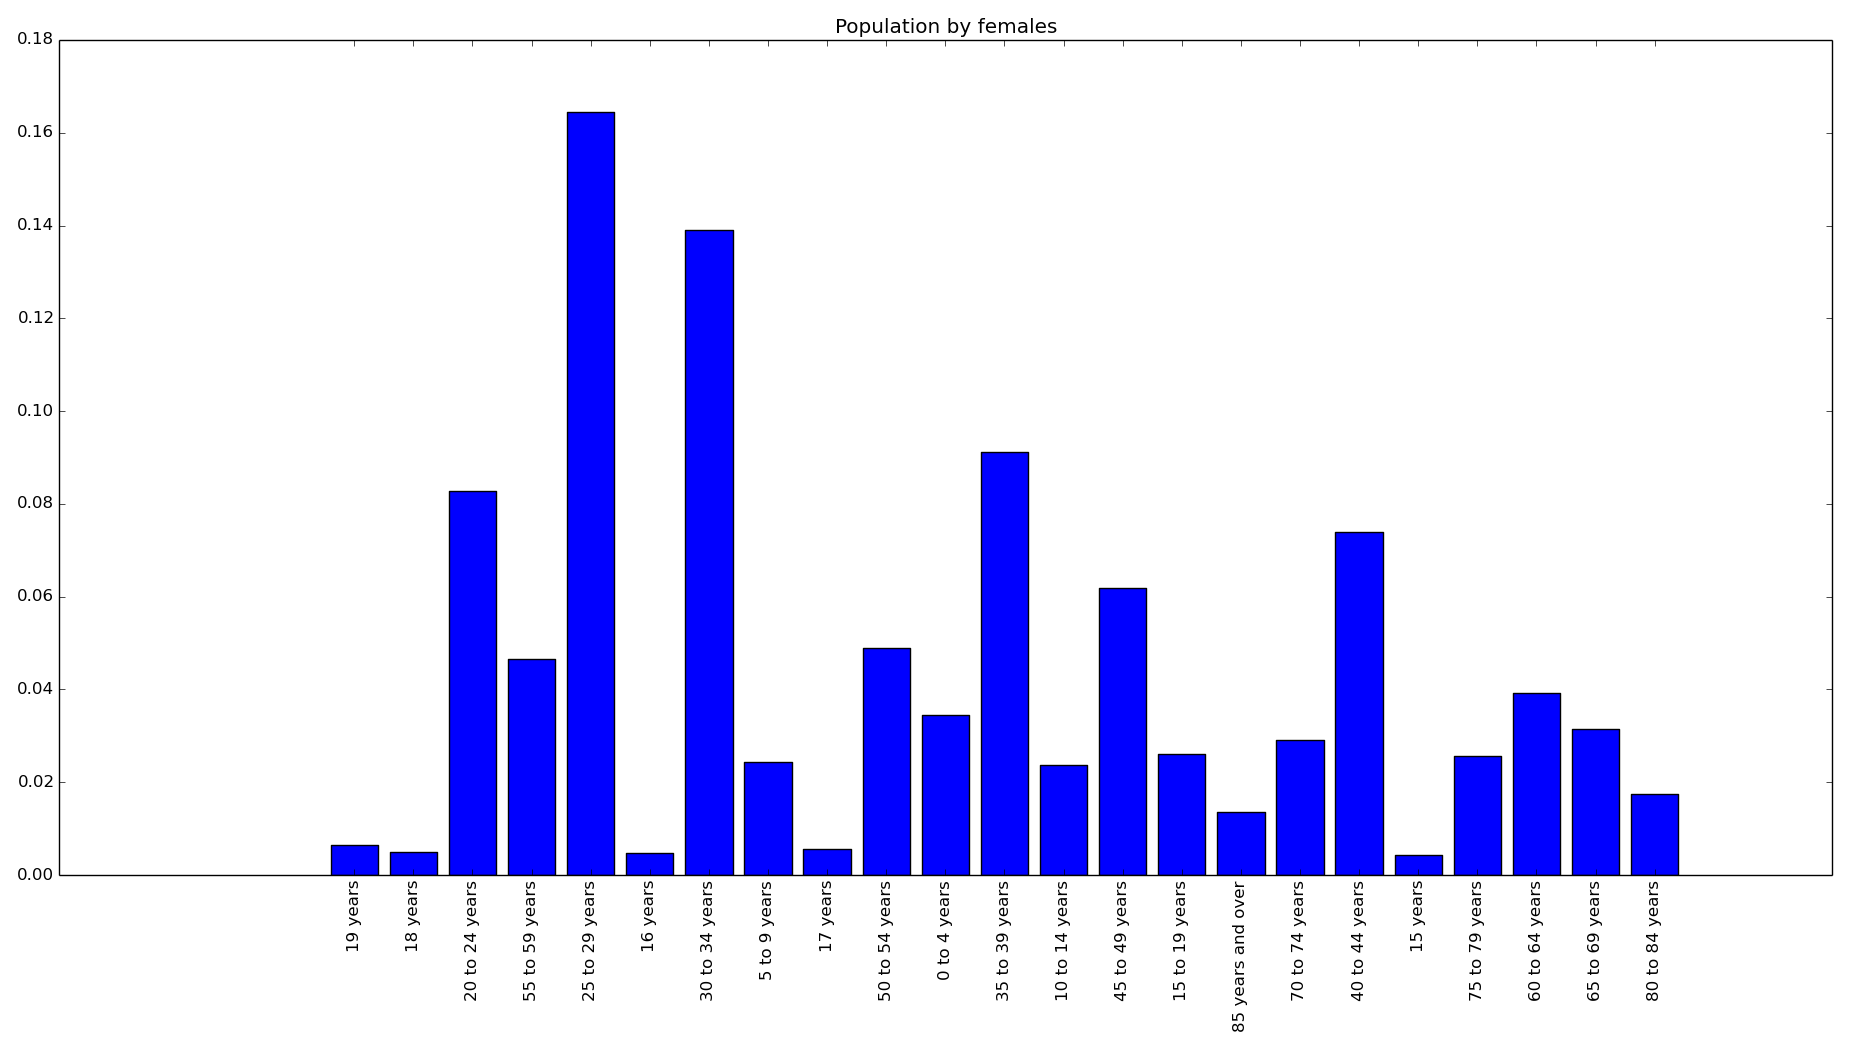 Population by females
0.18
0.16
0.14
0.12
0.10
0.08
0.06
0.04
0.02
0.00
19 years
18 years
20 to 24 years
55 to 59 years
25 to 29 years
16 years
30 to 34 years
5 to 9 years
17 years
50 to 54 years
0 to 4 years
35 to 39 years
10 to 14 years
45 to 49 years
15 to 19 years
85 years and over
70 to 74 years
40 to 44 years
15 years
75 to 79 years
60 to 64 years
65 to 69 years
80 to 84 years